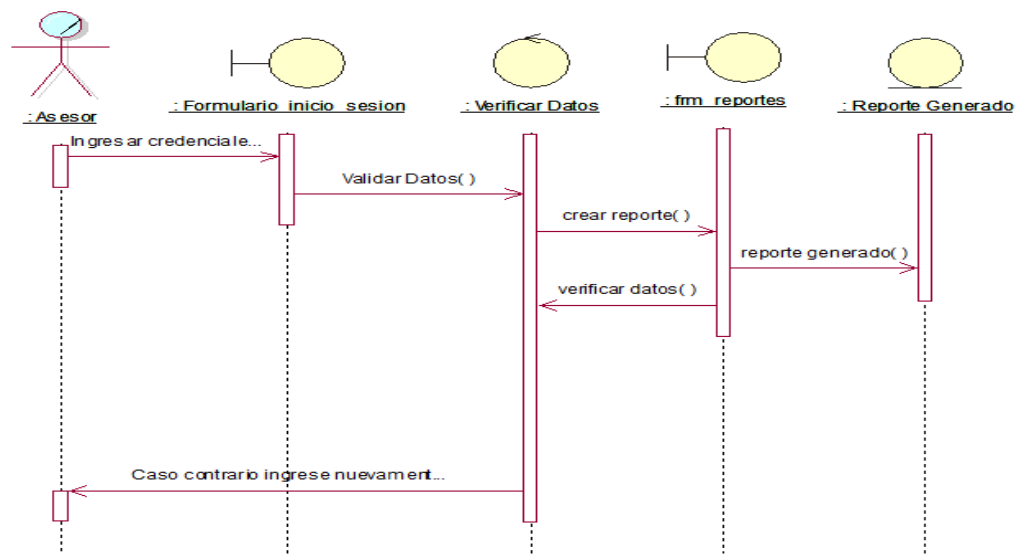 : Asesor
: Formulario_inicio_sesion
: Verificar Datos
: frm_reportes
: Reporte Generado
Ingresar credenciale...
Validar Datos( )
crear reporte( )
reporte generado( )
verificar datos( )
Caso contrario ingrese nuevament...